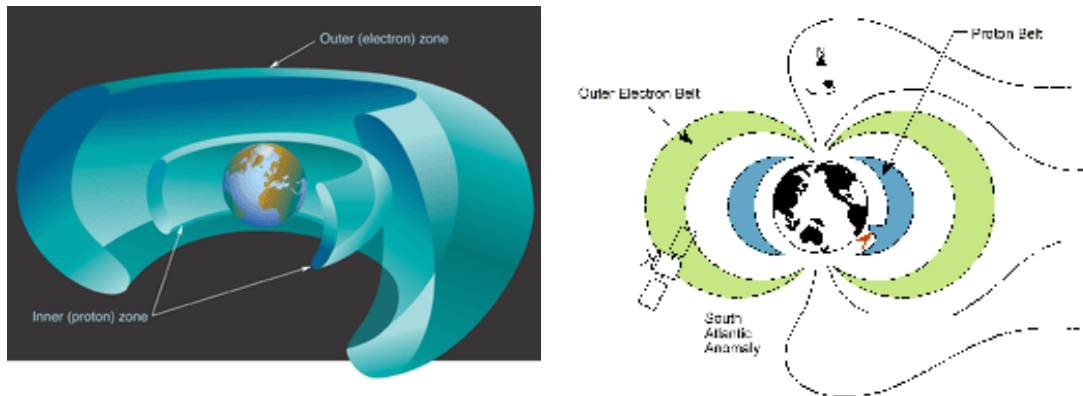 Outer (electron) zone
Inner (proton) zone
N
Proton Belt
Outer Electron Belt
South
Atlantic
Anomaly